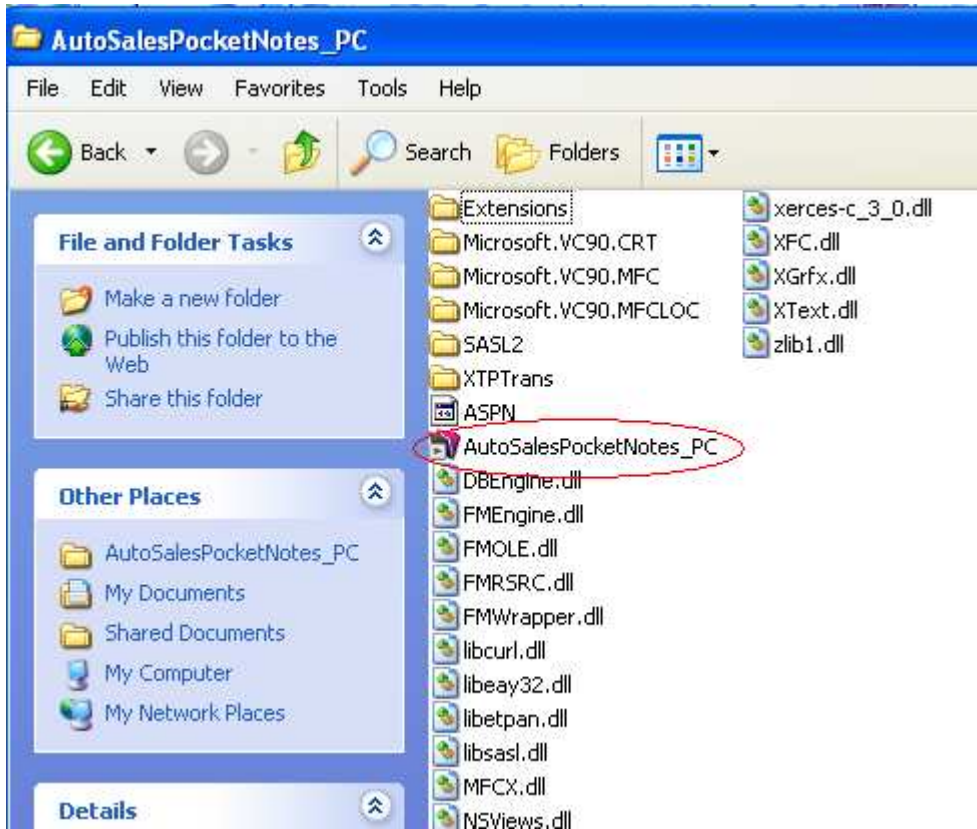 AutoSalesPocketNotes_PC
File Edit View Favorites Tools Help
Back Search Folders
File and Folder Tasks
Make a new folder
Publish this folder to the
Web
Share this folder
Other Places
AutoSalesPocketNotes_PC
My Documents
Shared Documents
My Computer
My Network Places
Details
Extensions
Microsoft.VC90.CRT
Microsoft.VC90.MFC
Microsoft.VC90.MFCLOC
SASL2
XTPTrans
ASPN
AutoSalesPocketNotes_PC
DBEngine.dll
FMEngine.dll
FMOLE.dll
FMRSRC.dll
FMWrapper.dll
libcurl.dll
libeay32.dll
libetpan.dll
libsasl.dll
MFCX.dll
NSViews.dll
xerces-c_3_0.dll
XFC.dll
XGrfx.dll
XText.dll
zlib1.dll